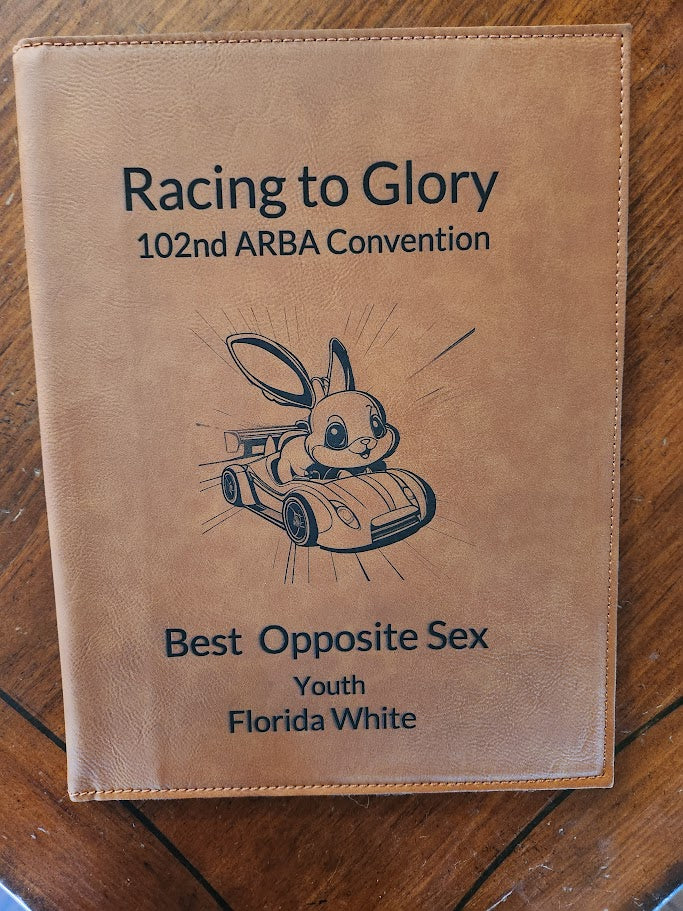 Racing to Glory
102nd ARBA Convention
Best Opposite Sex
Youth
Florida White